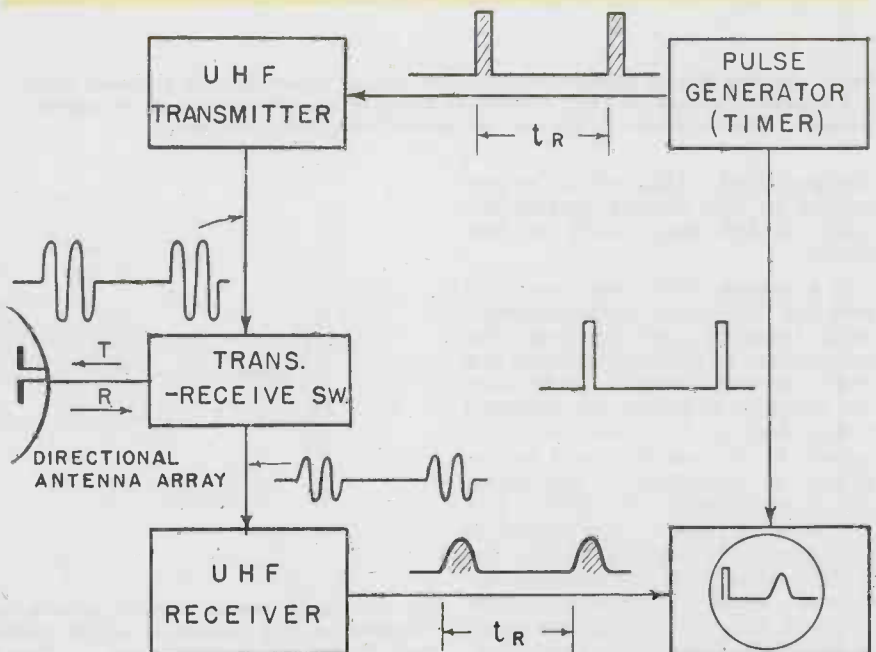 UHF
TRANSMITTER
tR
PULSE
GENERATOR
(TIMER)
T
R
TRANS.
-RECEIVE SW.
DIRECTIONAL
ANTENNA ARRAY
UHF
RECEIVER
tR